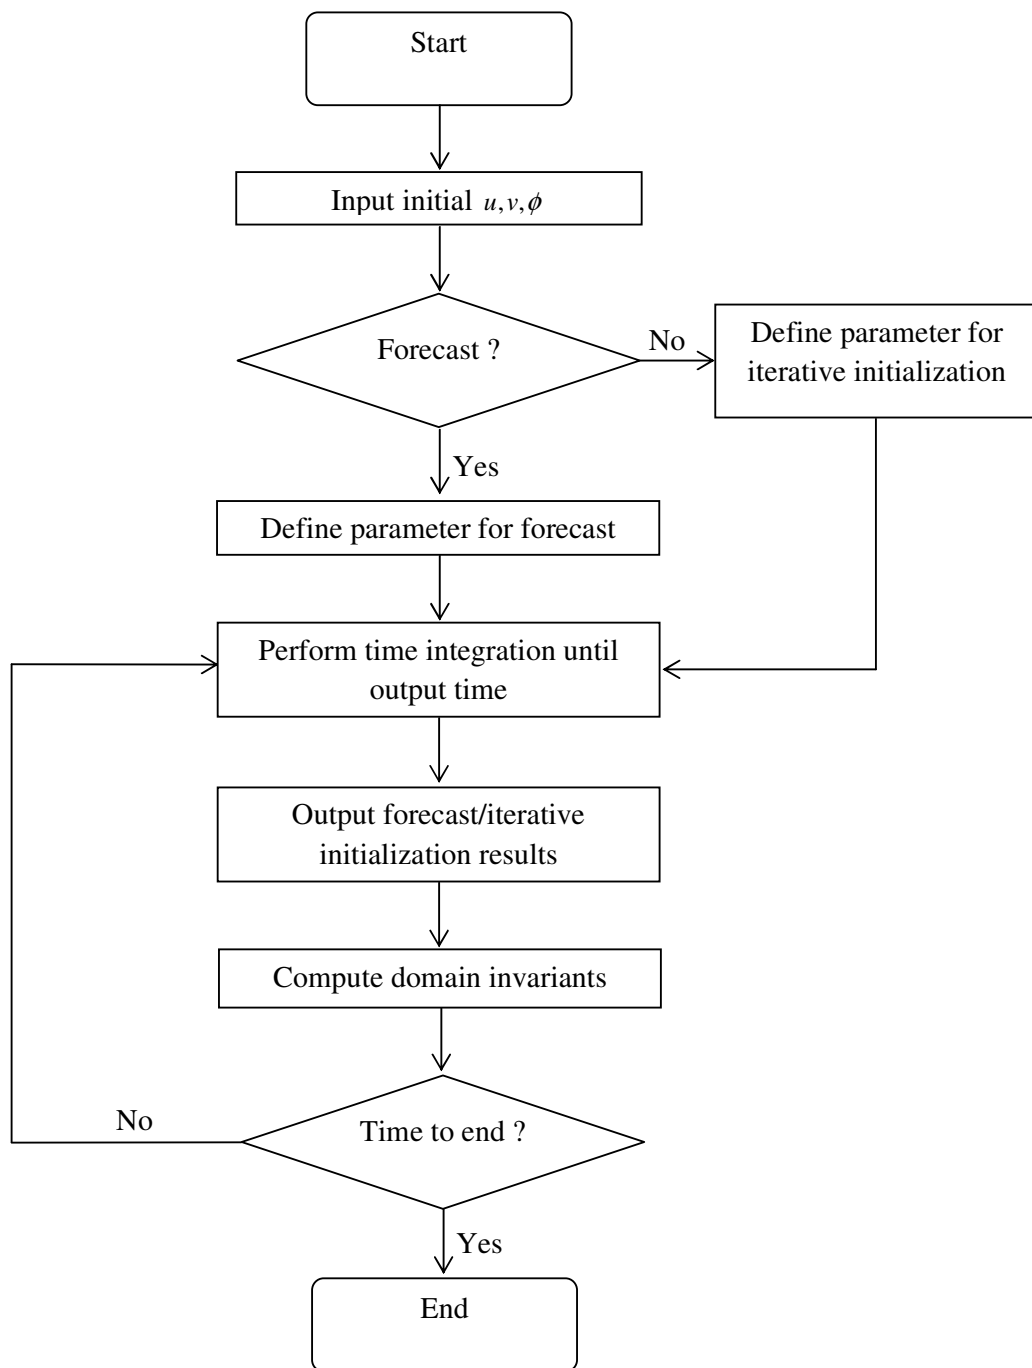 Start
Input initial u,v,ϕ
Forecast ?
No
Define parameter for
iterative initialization
Yes
Define parameter for forecast
Perform time integration until
output time
Output forecast/iterative
initialization results
Compute domain invariants
No
Time to end ?
Yes
End